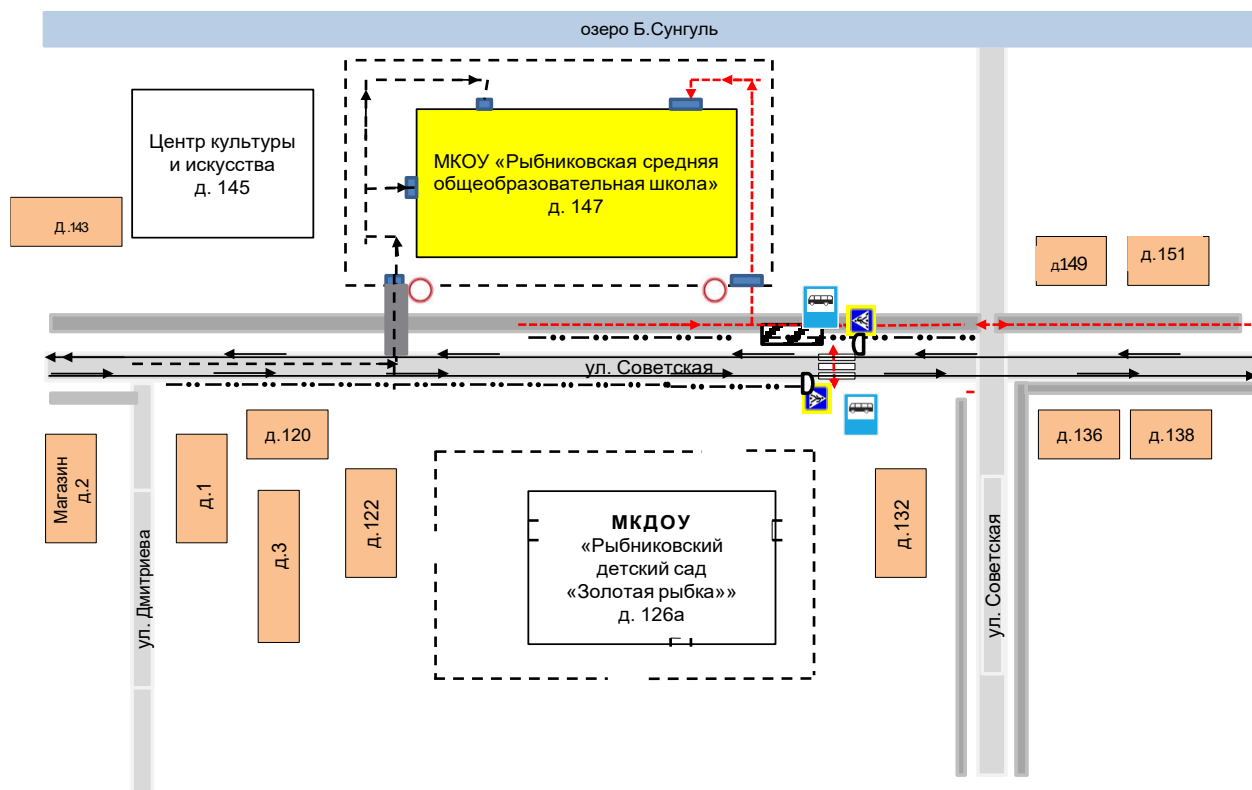 озеро Б.Сунгуль
Центр культуры
и искусства
д. 145
МКОУ «Рыбниковская средняя
общеобразовательная школа»
д. 147
Д..143
д149
д.151
ул. Советская
Магазин
д.2
ул. Дмитриева
д.1
д.120
д.3
д.122
МКДОУ
«Рыбниковский
детский сад
«Золотая рыбка»»
д. 126а
д.132
ул. Советская
д.136
д.138